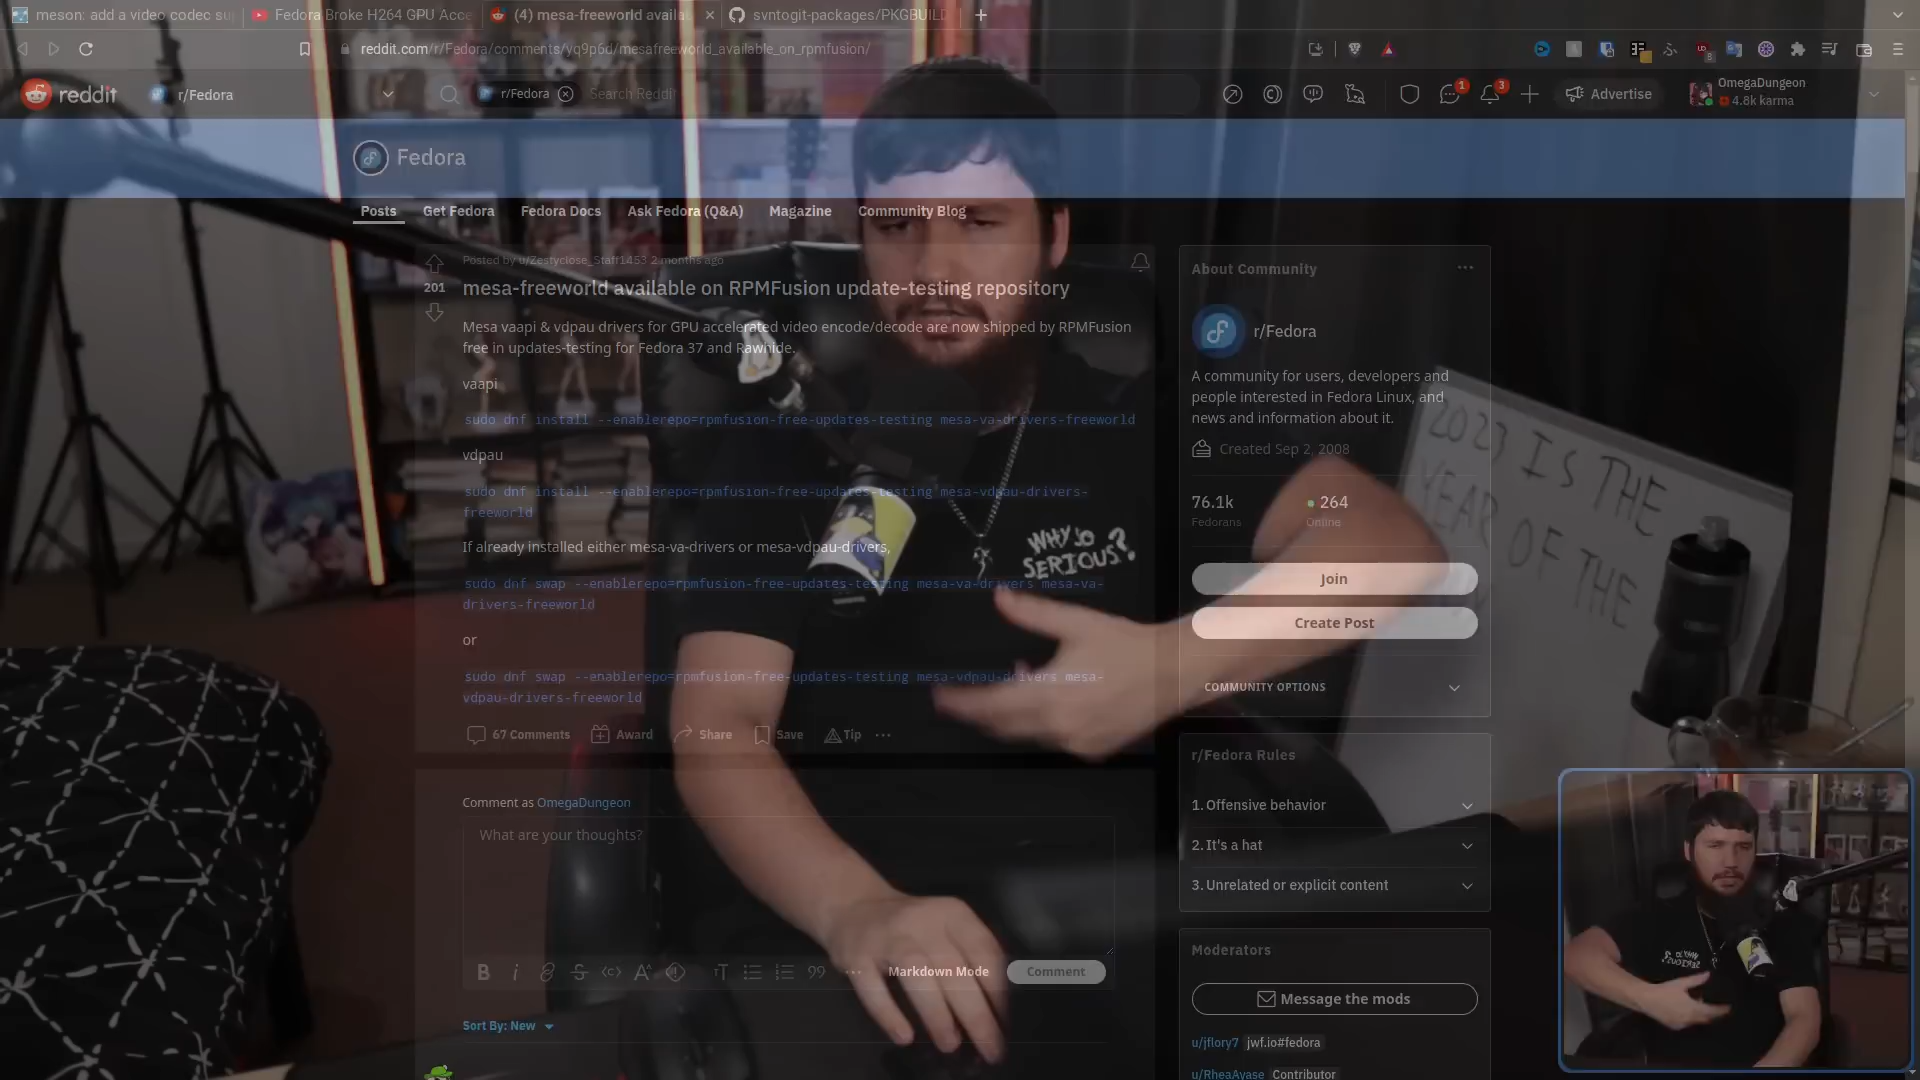 meson: add a video codec su
Fedora Broke H264 GPU Acce
(4) mesa-freeworld availa
svntogit-packages/PKGBUILD
reddit.com/r/Fedora/comments/yq9p6d/mesafreeworld_available_on_rpmfusion/
reddit
r/Fedora
r/Fedora
Search Reddit
1
3
Advertise
OmegaDungeon
4.8k karma
Fedora
Posts
Get Fedora
Fedora Docs
Ask Fedora (Q&A)
Magazine
Community Blog
Posted by u/Zestyclose_Staff1453 2 months ago
201
mesa-freeworld available on RPMFusion update-testing repository
Mesa vaapi & vdpau drivers for GPU accelerated video encode/decode are now shipped by RPMFusion
free in updates-testing for Fedora 37 and Rawhide.
vaapi
sudo dnf install --enablerepo=rpmfusion-free-updates-testing mesa-va-drivers-freeworld
vdpau
sudo dnf install --enablerepo=rpmfusion-free-updates-testing mesa-vdpau-drivers-
freeworld
If already installed either mesa-va-drivers or mesa-vdpau-drivers,
sudo dnf swap --enablerepo=rpmfusion-free-updates-testing mesa-va-drivers mesa-va-
drivers-freeworld
or
sudo dnf swap --enablerepo=rpmfusion-free-updates-testing mesa-vdpau-drivers mesa-
vdpau-drivers-freeworld
67 Comments
Award
Share
Save
Tip
Comment as OmegaDungeon
What are your thoughts?
Markdown Mode
Comment
Sort By: New
About Community
r/Fedora
A community for users, developers and
people interested in Fedora Linux, and
news and information about it.
Created Sep 2, 2008
76.1k
264
Fedorans
Online
Join
Create Post
COMMUNITY OPTIONS
r/Fedora Rules
1. Offensive behavior
2. It's a hat
3. Unrelated or explicit content
Moderators
Message the mods
u/jflory7 jwf.io#fedora
u/RheaAyase Contributor
WHY SO
SERIOUS?
2023 IS THE
YEAR OF THE